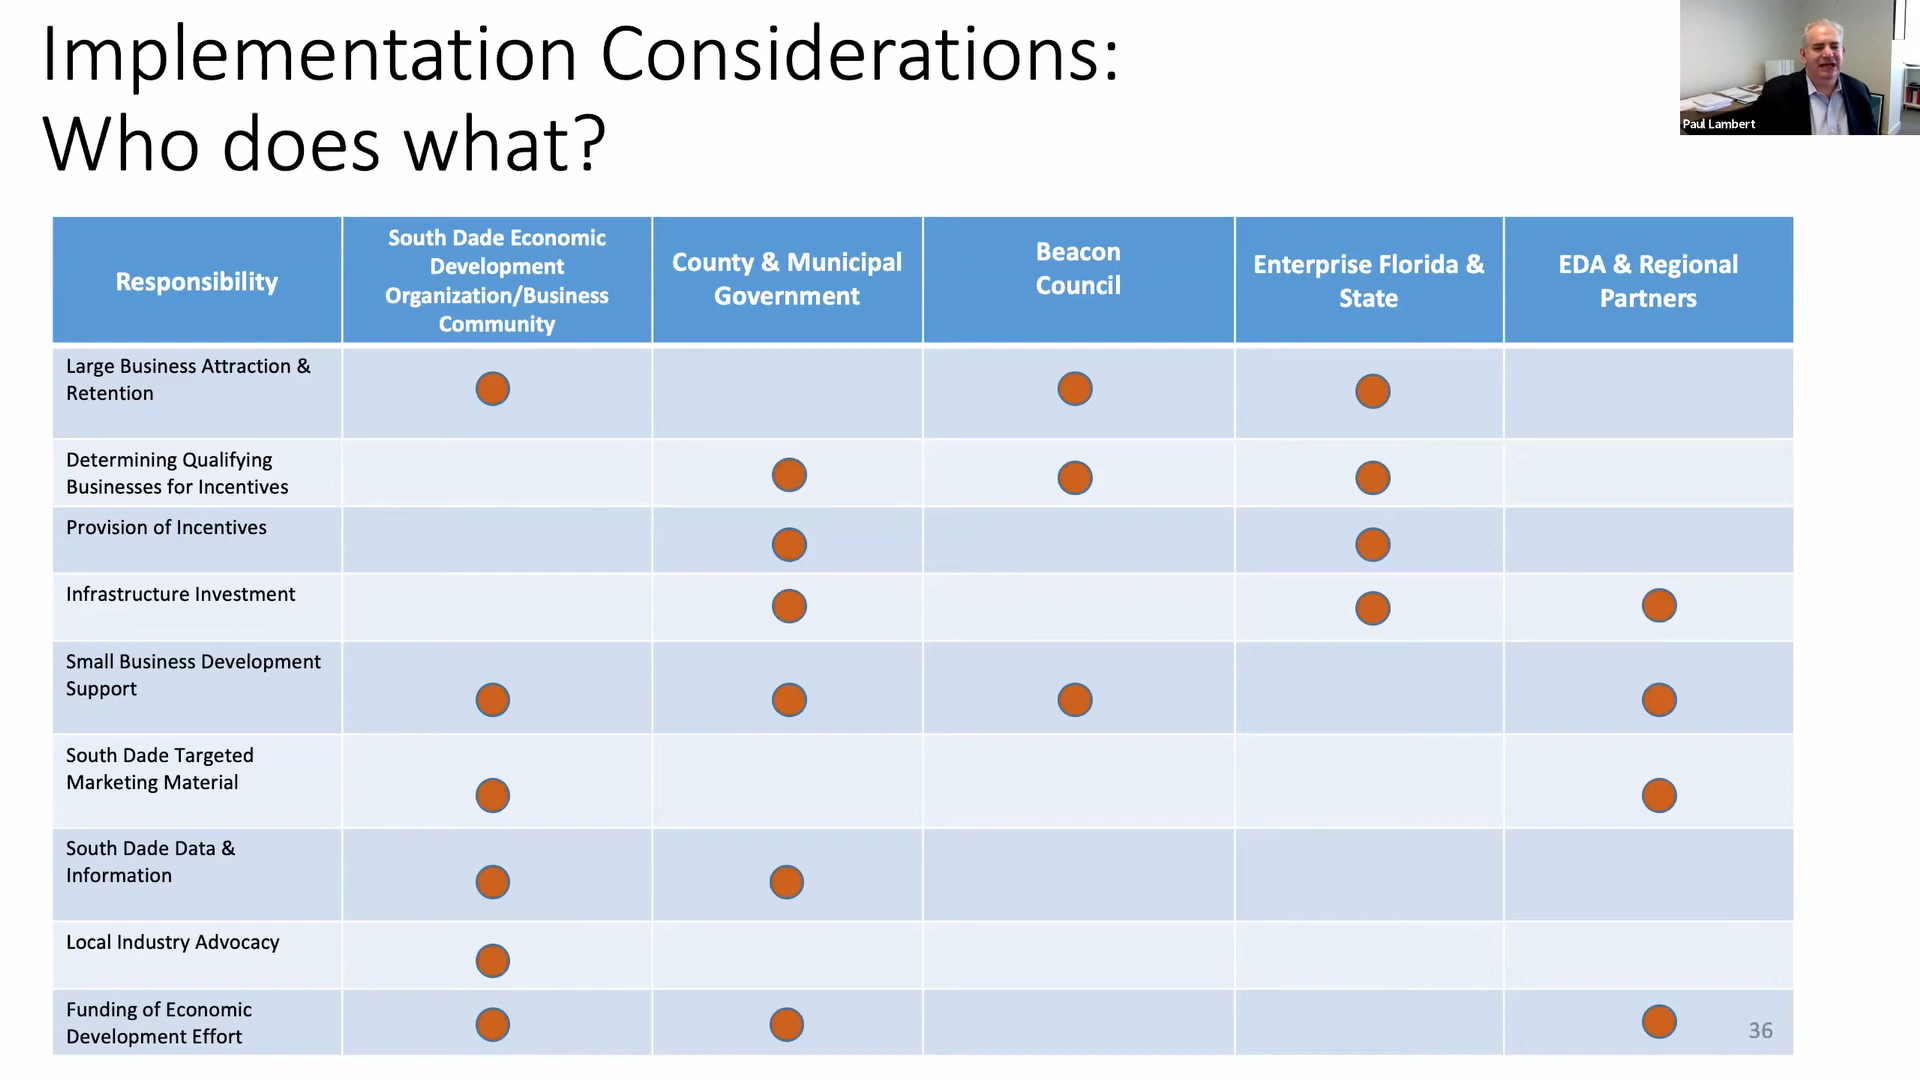 Implementation Considerations:
Who does what?
Paul Lambert
Responsibility
South Dade Economic
Development
Organization/Business
Community
County & Municipal
Government
Beacon
Council
Enterprise Florida &
State
EDA & Regional
Partners
Large Business Attraction &
Retention
Determining Qualifying
Businesses for Incentives
Provision of Incentives
Infrastructure Investment
Small Business Development
Support
South Dade Targeted
Marketing Material
South Dade Data &
Information
Local Industry Advocacy
Funding of Economic
Development Effort
36